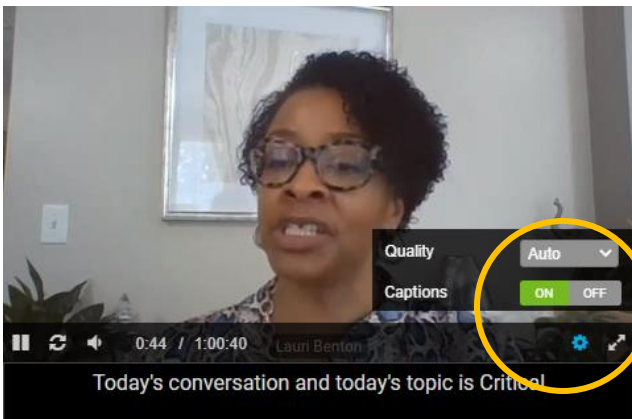 Quality Auto
Captions ON OFF
0:44 / 1:00:40 Lauri Benton
Today's conversation and today's topic is Critical